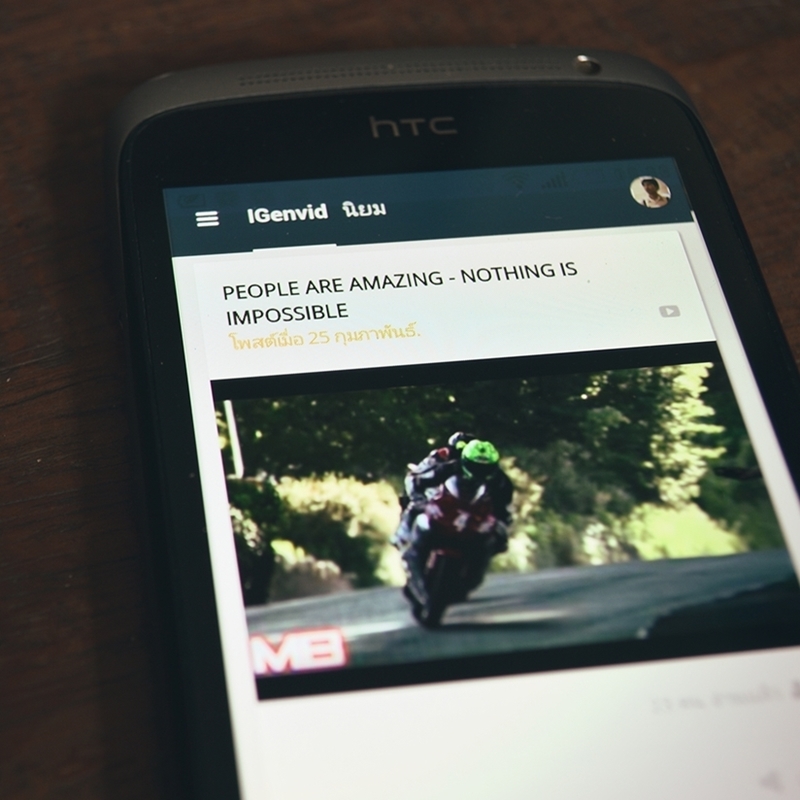 hTC
IGenvid นิยม
PEOPLE ARE AMAZING - NOTHING IS
IMPOSSIBLE
โพสต์เมื่อ 25 กุมภาพันธ์.
MB